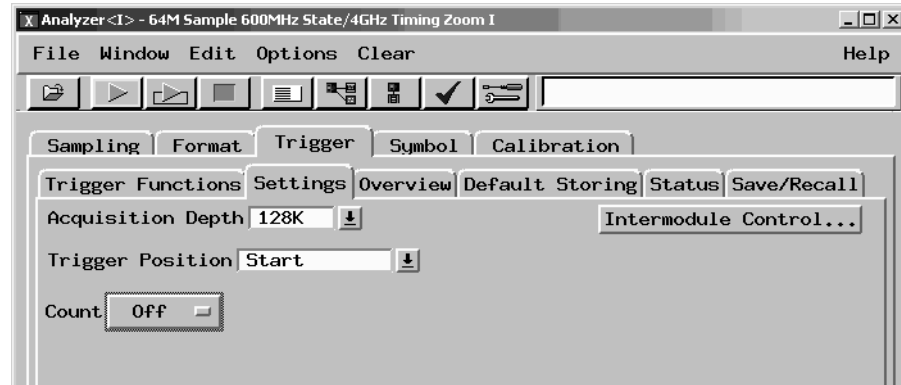 X Analyzer<I> - 64M Sample 600MHz State/4GHz Timing Zoom I
File Window Edit Options Clear Help
Sampling Format Trigger Symbol Calibration
Trigger Functions Settings Overview Default Storing Status Save/Recall
Acquisition Depth 128K Intermodule Control...
Trigger Position Start
Count Off